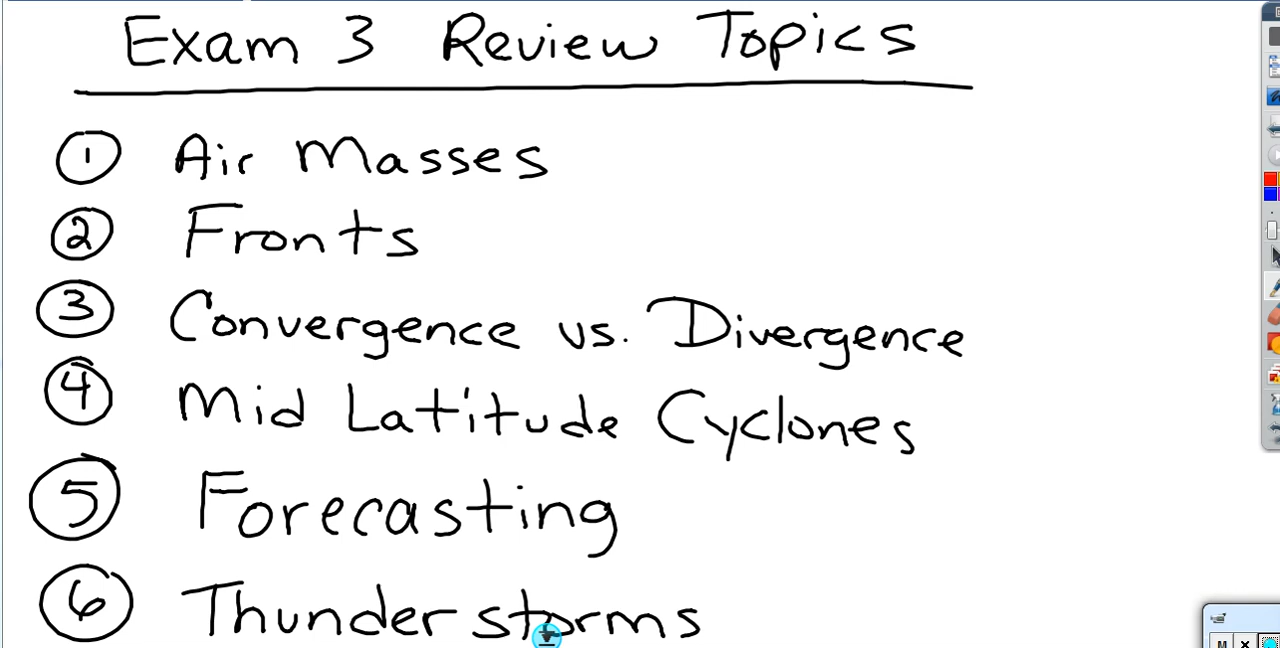 Exam 3 Review Topics
① Air Masses
② Fronts
③ Convergence vs. Divergence
④ Mid Latitude Cyclones
⑤ Forecasting
⑥ Thunderstorms
M